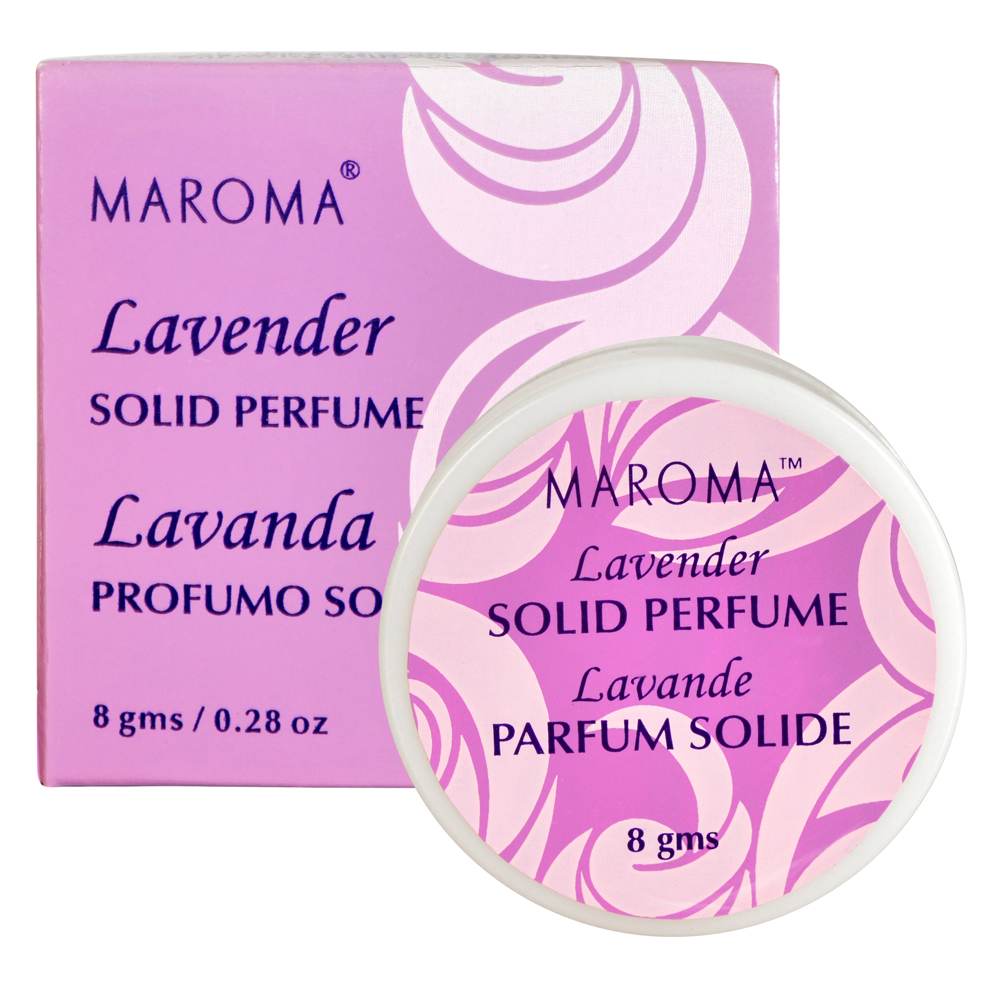 MAROMA®
Lavender
SOLID PERFUME
Lavanda
PROFUMO SO
8 gms / 0.28 oz
MAROMA™
Lavender
SOLID PERFUME
Lavande
PARFUM SOLIDE
8 gms